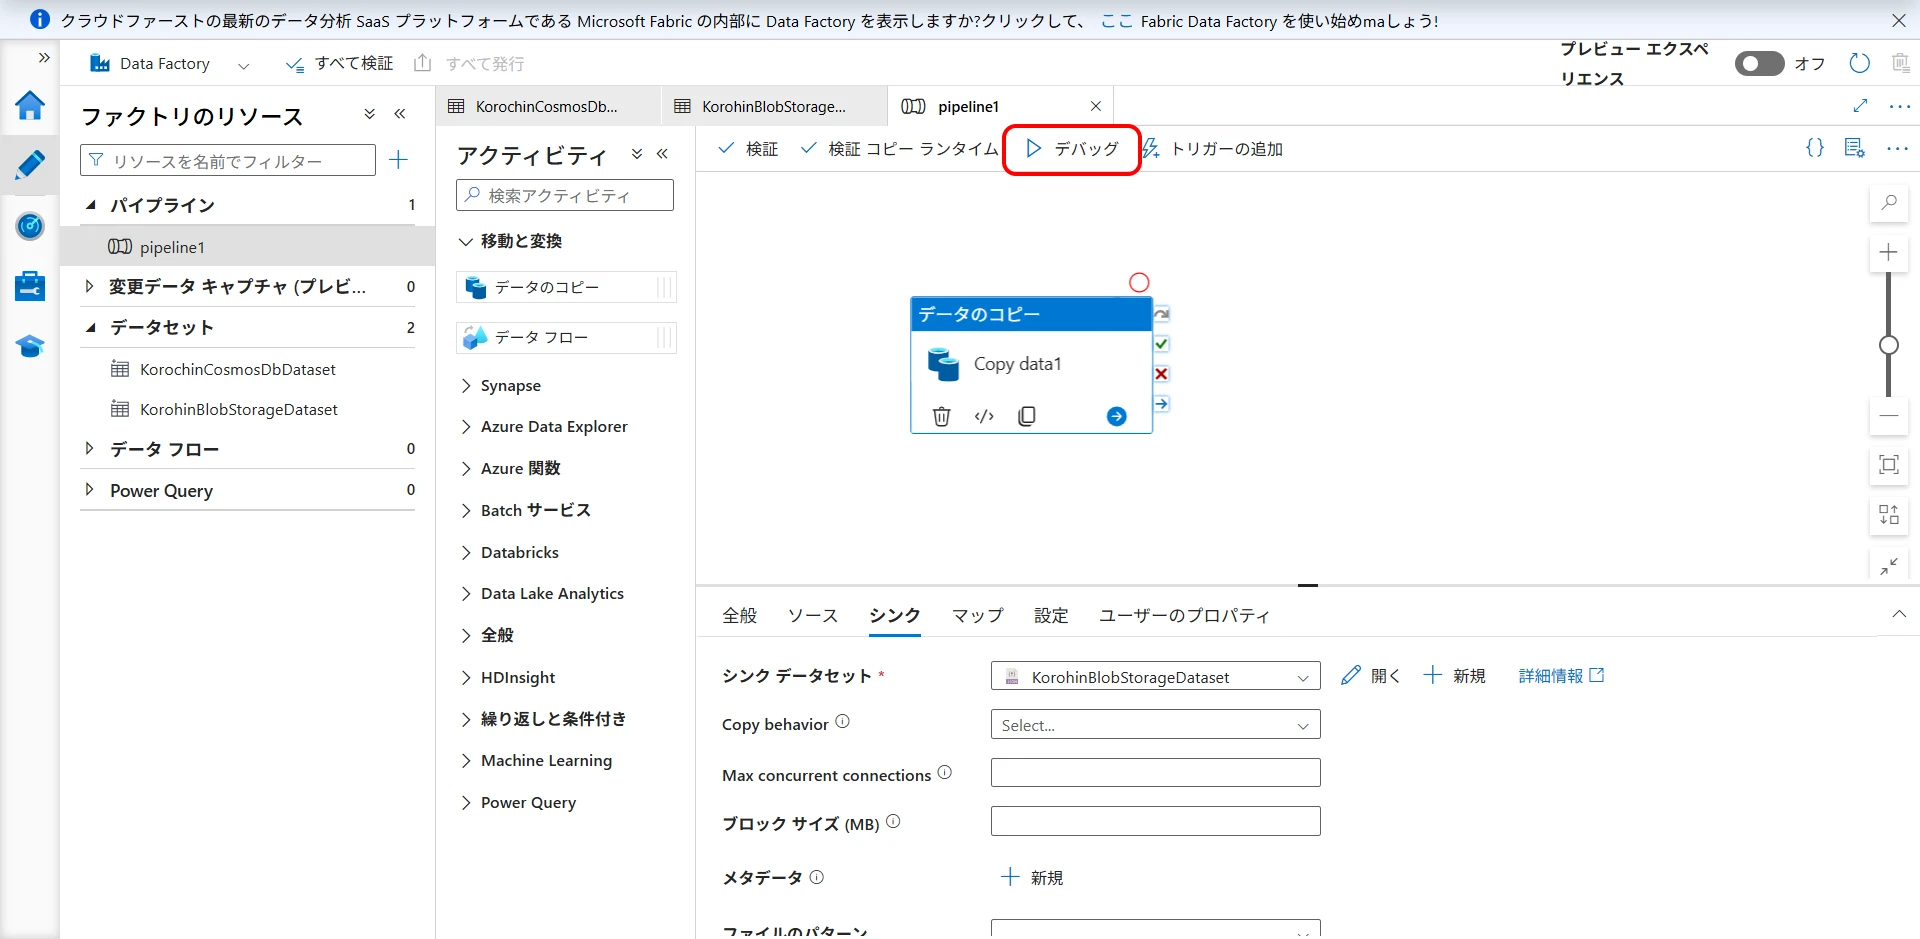 クラウドファーストの最新のデータ分析 SaaS プラットフォームである Microsoft Fabric の内部に Data Factory を表示しますか?クリックして、 ここ Fabric Data Factory を使い始めmaしょう!
Data Factory
すべて検証
すべて発行
プレビュー エクスペリエンス
オフ
ファクトリのリソース
リソースを名前でフィルター
パイプライン 1
pipeline1
変更データ キャプチャ (プレビ... 0
データセット 2
KorochinCosmosDbDataset
KorohinBlobStorageDataset
データ フロー 0
Power Query 0
KorochinCosmosDb...
KorohinBlobStorage...
pipeline1
アクティビティ
検索アクティビティ
移動と変換
データのコピー
データ フロー
Synapse
Azure Data Explorer
Azure 関数
Batch サービス
Databricks
Data Lake Analytics
全般
HDInsight
繰り返しと条件付き
Machine Learning
Power Query
検証
検証 コピー ランタイム
デバッグ
トリガーの追加
データのコピー
Copy data1
全般 ソース シンク マップ 設定 ユーザーのプロパティ
シンク データセット *
KorohinBlobStorageDataset
開く
新規
詳細情報
Copy behavior
Select...
Max concurrent connections
ブロック サイズ (MB)
メタデータ
新規
ファイルのパターン